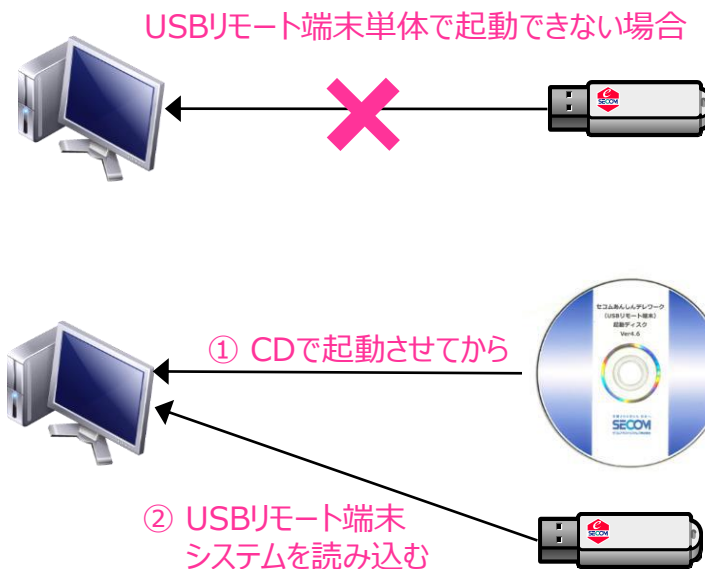 USBリモート端末単体で起動できない場合
SECOM
セコムあんしんテレワーク
(USBリモート端末)
起動ディスク
Ver4.6
① CDで起動させてから
SECOM
② USBリモート端末
システムを読み込む
SECOM